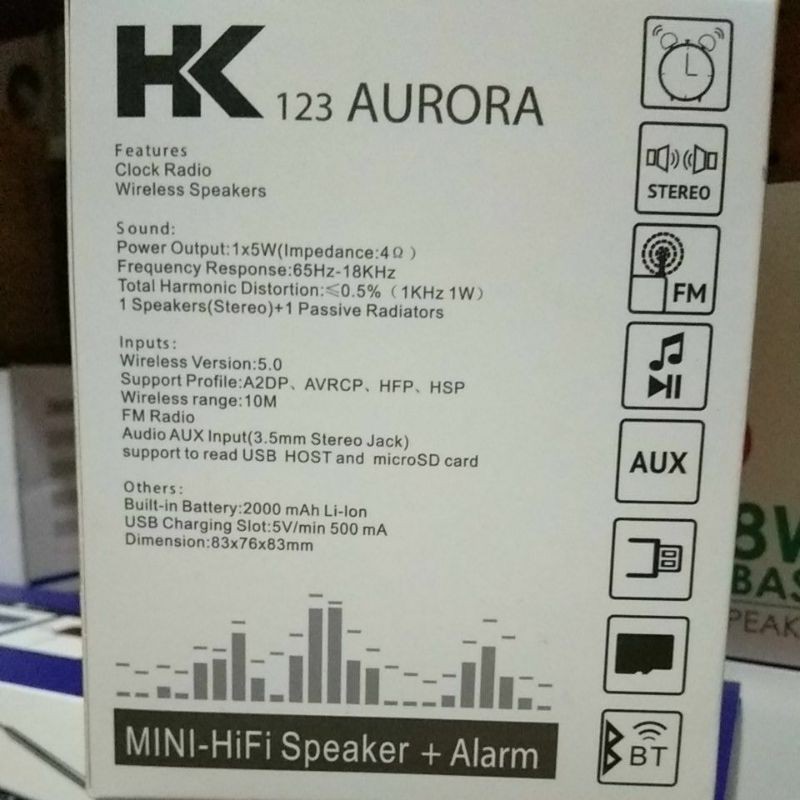 HK 123 AURORA
Features
Clock Radio
Wireless Speakers
Sound:
Power Output:1x5W(Impedance:4Ω)
Frequency Response:65Hz-18KHz
Total Harmonic Distortion:≤0.5%（1KHz 1W）
1 Speakers(Stereo)+1 Passive Radiators
Inputs:
Wireless Version:5.0
Support Profile:A2DP、AVRCP、HFP、HSP
Wireless range:10M
FM Radio
Audio AUX Input(3.5mm Stereo Jack)
support to read USB HOST and microSD card
Others:
Built-in Battery:2000 mAh Li-Ion
USB Charging Slot:5V/min 500 mA
Dimension:83x76x83mm
MINI-HiFi Speaker + Alarm
STEREO
FM
AUX
BT